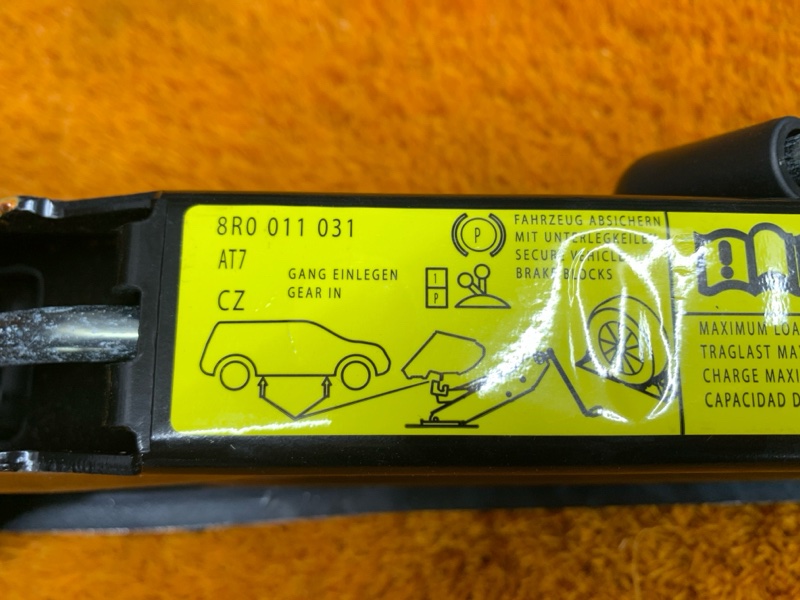 8R0 011 031
AT7
CZ
GANG EINLEGEN
GEAR IN
P
1
P
FAHRZEUG ABSICHERN
MIT UNTERLEGKEILEN
SECURE VEHICLE
BRAKE BLOCKS
!
MAXIMUM LOA
TRAGLAST MA
CHARGE MAXI
CAPACIDAD D